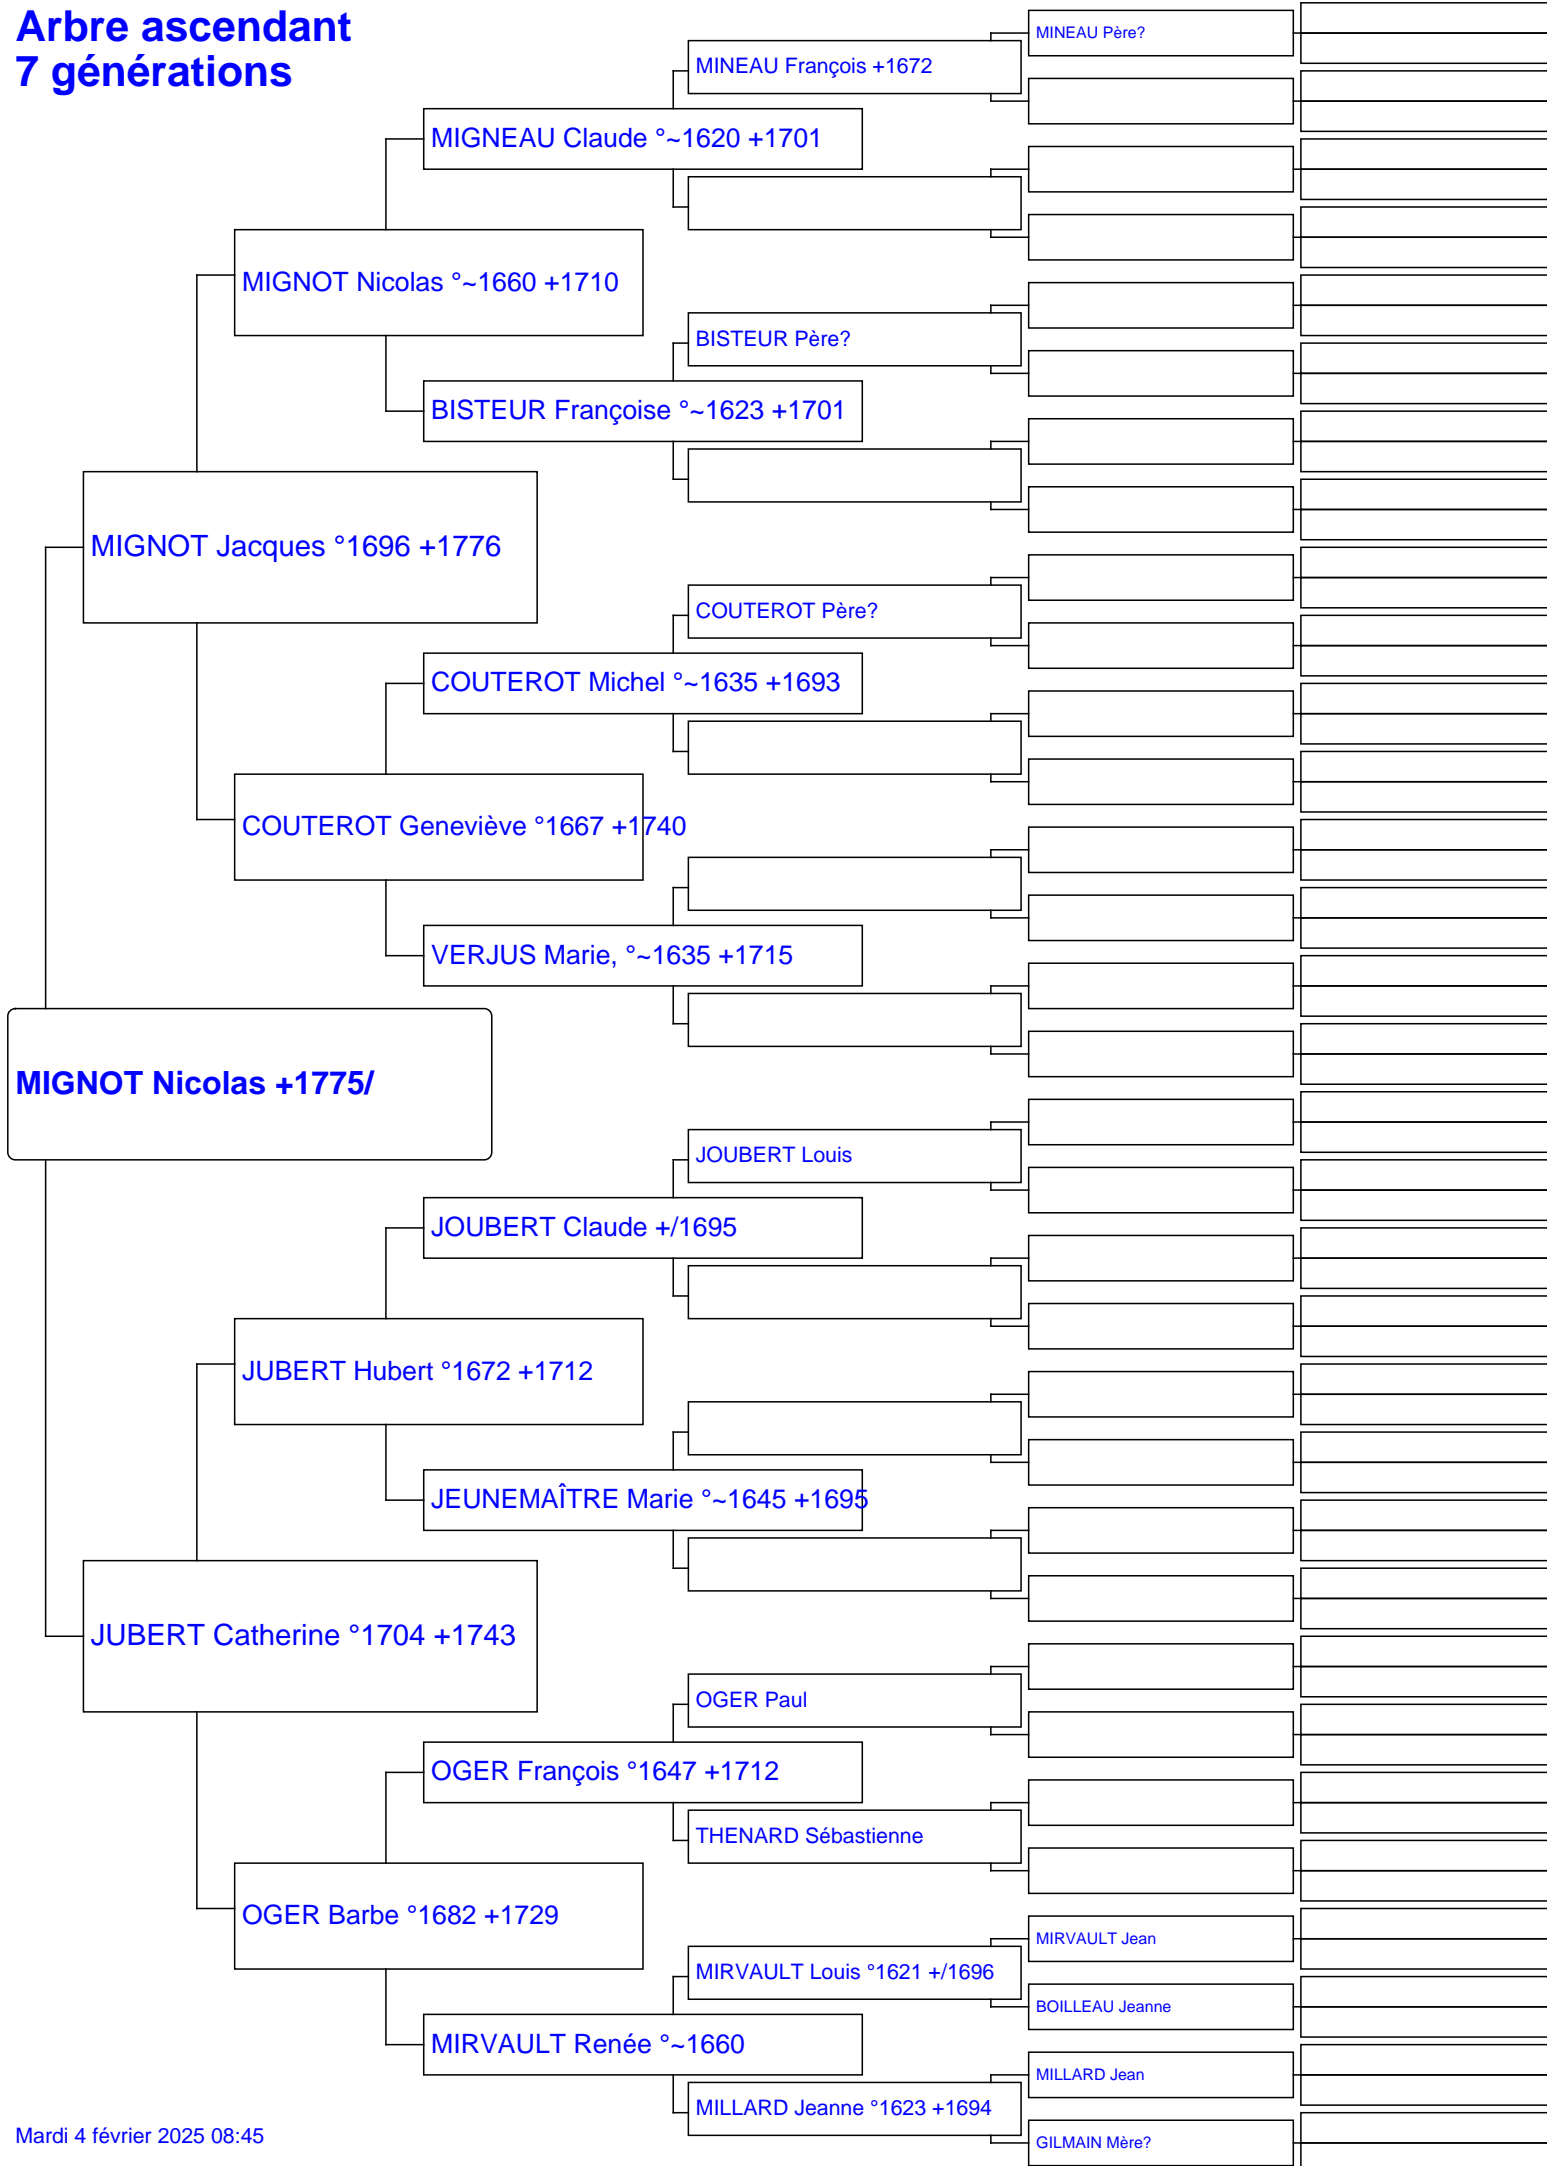 Arbre ascendant
7 générations
MINEAU Père?
MINEAU François +1672
MIGNEAU Claude °~1620 +1701
MIGNOT Nicolas °~1660 +1710
BISTEUR Père?
BISTEUR Françoise °~1623 +1701
MIGNOT Jacques °1696 +1776
COUTEROT Père?
COUTEROT Michel °~1635 +1693
COUTEROT Geneviève °1667 +1740
VERJUS Marie, °~1635 +1715
MIGNOT Nicolas +1775/
JOUBERT Louis
JOUBERT Claude +/1695
JUBERT Hubert °1672 +1712
JEUNEMAÎTRE Marie °~1645 +1695
JUBERT Catherine °1704 +1743
OGER Paul
OGER François °1647 +1712
THENARD Sébastienne
OGER Barbe °1682 +1729
MIRVAULT Jean
MIRVAULT Louis °1621 +/1696
BOILLEAU Jeanne
MIRVAULT Renée °~1660
MILLARD Jean
MILLARD Jeanne °1623 +1694
GILMAIN Mère?
Mardi 4 février 2025 08:45